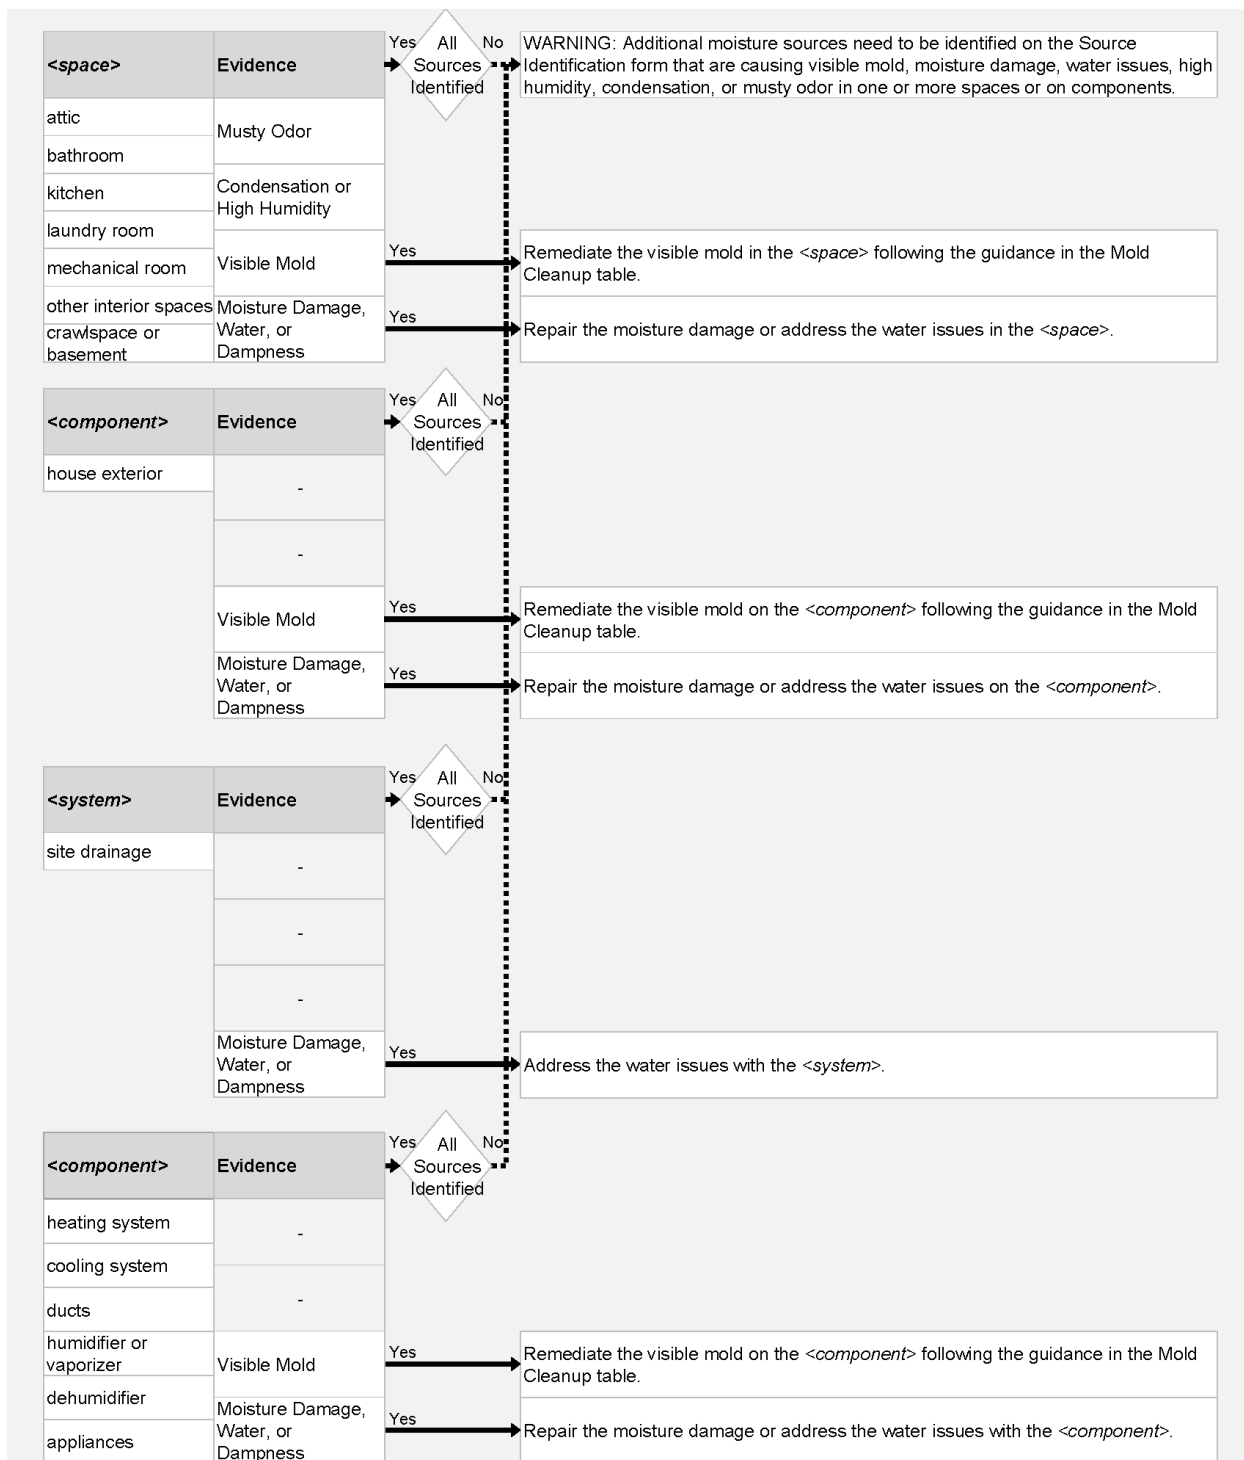 <space>
Evidence
Yes
All
Sources
Identified
No
WARNING: Additional moisture sources need to be identified on the Source
Identification form that are causing visible mold, moisture damage, water issues, high
humidity, condensation, or musty odor in one or more spaces or on components.
attic
bathroom
kitchen
laundry room
mechanical room
other interior spaces
crawlspace or
basement
Musty Odor
Condensation or
High Humidity
Visible Mold
Yes
Remediate the visible mold in the <space> following the guidance in the Mold
Cleanup table.
Moisture Damage,
Water, or
Dampness
Yes
Repair the moisture damage or address the water issues in the <space>.
<component>
Evidence
Yes
All
Sources
Identified
No
house exterior
-
-
Visible Mold
Yes
Remediate the visible mold on the <component> following the guidance in the Mold
Cleanup table.
Moisture Damage,
Water, or
Dampness
Yes
Repair the moisture damage or address the water issues on the <component>.
<system>
Evidence
Yes
All
Sources
Identified
No
site drainage
-
-
-
Moisture Damage,
Water, or
Dampness
Yes
Address the water issues with the <system>.
<component>
Evidence
Yes
All
Sources
Identified
No
heating system
cooling system
ducts
humidifier or
vaporizer
dehumidifier
appliances
-
-
Visible Mold
Yes
Remediate the visible mold on the <component> following the guidance in the Mold
Cleanup table.
Moisture Damage,
Water, or
Dampness
Yes
Repair the moisture damage or address the water issues with the <component>.